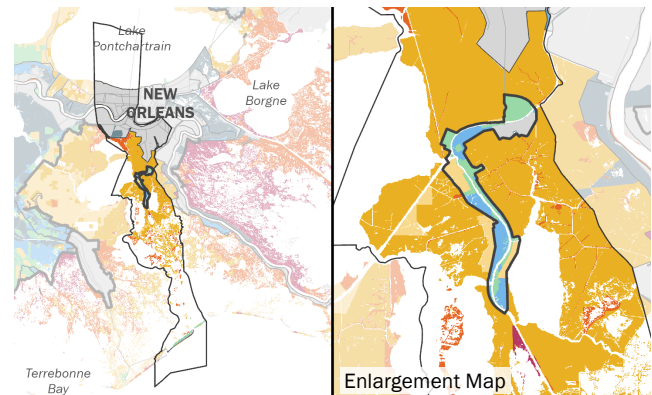 Lake
Pontchartrain
NEW
ORLEANS
Lake
Borgne
Terrebonne
Bay
Enlargement Map